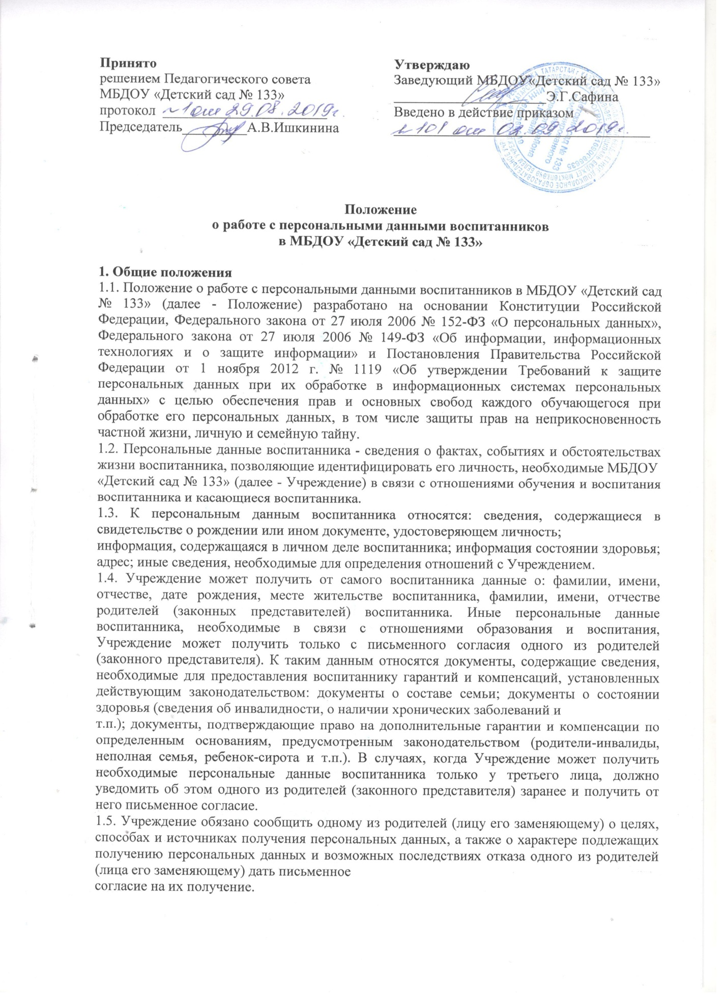 Принято
решением Педагогического совета
МБДОУ «Детский сад № 133»
протокол №1 от 29.08.2019г.
Председатель__________А.В.Ишкинина
Утверждаю
Заведующий МБДОУ«Детский сад № 133»
Э.Г.Сафина
Введено в действие приказом
№101 от 02.09.2019г.
Положение
о работе с персональными данными воспитанников
в МБДОУ «Детский сад № 133»
1. Общие положения
1.1. Положение о работе с персональными данными воспитанников в МБДОУ «Детский сад
№ 133» (далее - Положение) разработано на основании Конституции Российской
Федерации, Федерального закона от 27 июля 2006 № 152-ФЗ «О персональных данных»,
Федерального закона от 27 июля 2006 № 149-ФЗ «Об информации, информационных
технологиях и о защите информации» и Постановления Правительства Российской
Федерации от 1 ноября 2012 г. № 1119 «Об утверждении Требований к защите
персональных данных при их обработке в информационных системах персональных
данных» с целью обеспечения прав и основных свобод каждого обучающегося при
обработке его персональных данных, в том числе защиты прав на неприкосновенность
частной жизни, личную и семейную тайну.
1.2. Персональные данные воспитанника - сведения о фактах, событиях и обстоятельствах
жизни воспитанника, позволяющие идентифицировать его личность, необходимые МБДОУ
«Детский сад № 133» (далее - Учреждение) в связи с отношениями обучения и воспитания
воспитанника и касающиеся воспитанника.
1.3. К персональным данным воспитанника относятся: сведения, содержащиеся в
свидетельстве о рождении или ином документе, удостоверяющем личность;
информация, содержащаяся в личном деле воспитанника; информация состоянии здоровья;
адрес; иные сведения, необходимые для определения отношений с Учреждением.
1.4. Учреждение может получить от самого воспитанника данные о: фамилии, имени,
отчестве, дате рождения, месте жительстве воспитанника, фамилии, имени, отчестве
родителей (законных представителей) воспитанника. Иные персональные данные
воспитанника, необходимые в связи с отношениями образования и воспитания,
Учреждение может получить только с письменного согласия одного из родителей
(законного представителя). К таким данным относятся документы, содержащие сведения,
необходимые для предоставления воспитаннику гарантий и компенсаций, установленных
действующим законодательством: документы о составе семьи; документы о состоянии
здоровья (сведения об инвалидности, о наличии хронических заболеваний и
т.п.); документы, подтверждающие право на дополнительные гарантии и компенсации по
определенным основаниям, предусмотренным законодательством (родители-инвалиды,
неполная семья, ребенок-сирота и т.п.). В случаях, когда Учреждение может получить
необходимые персональные данные воспитанника только у третьего лица, должно
уведомить об этом одного из родителей (законного представителя) заранее и получить от
него письменное согласие.
1.5. Учреждение обязано сообщить одному из родителей (лицу его заменяющему) о целях,
способах и источниках получения персональных данных, а также о характере подлежащих
получению персональных данных и возможных последствиях отказа одного из родителей
(лица его заменяющему) дать письменное
согласие на их получение.